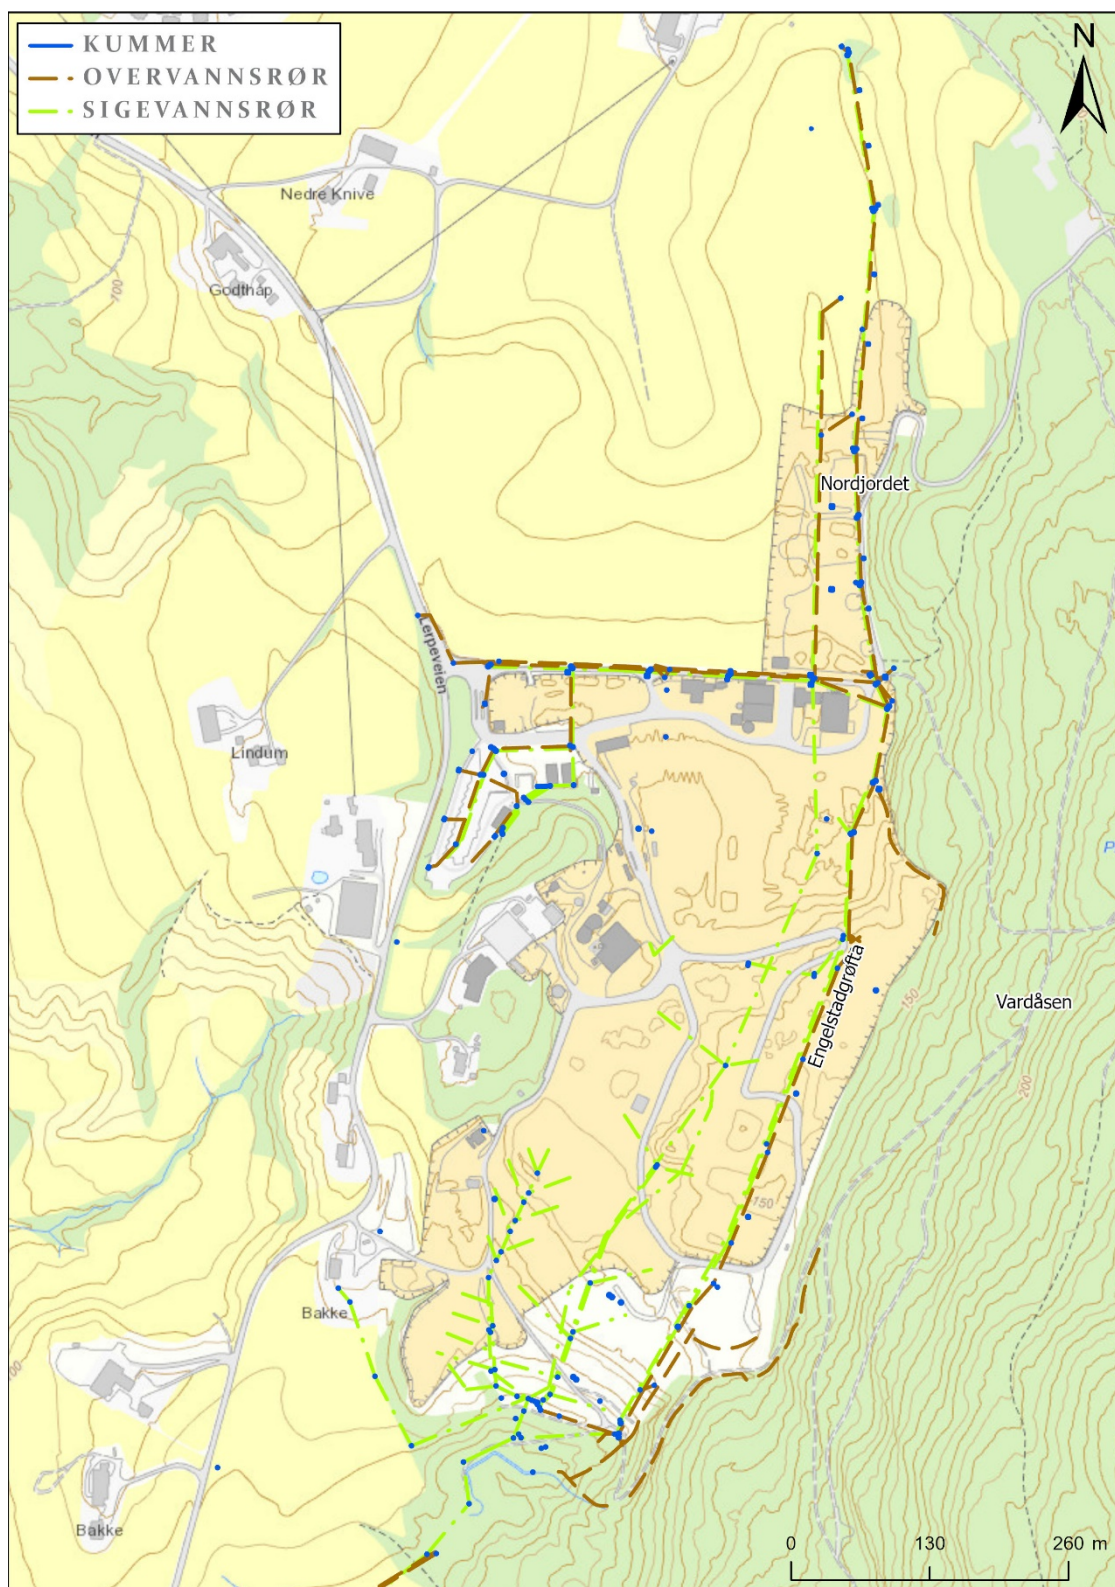 KUMMER
OVERVANNSRØR
SIGEVANNSRØR
N
Nedre Knive
Godthåp
100
Nordjordet
Lerpeveien
Lindum
P
Engelstadgrøfta
150
Vardåsen
200
150
Bakke
Bakke
0 130 260 m